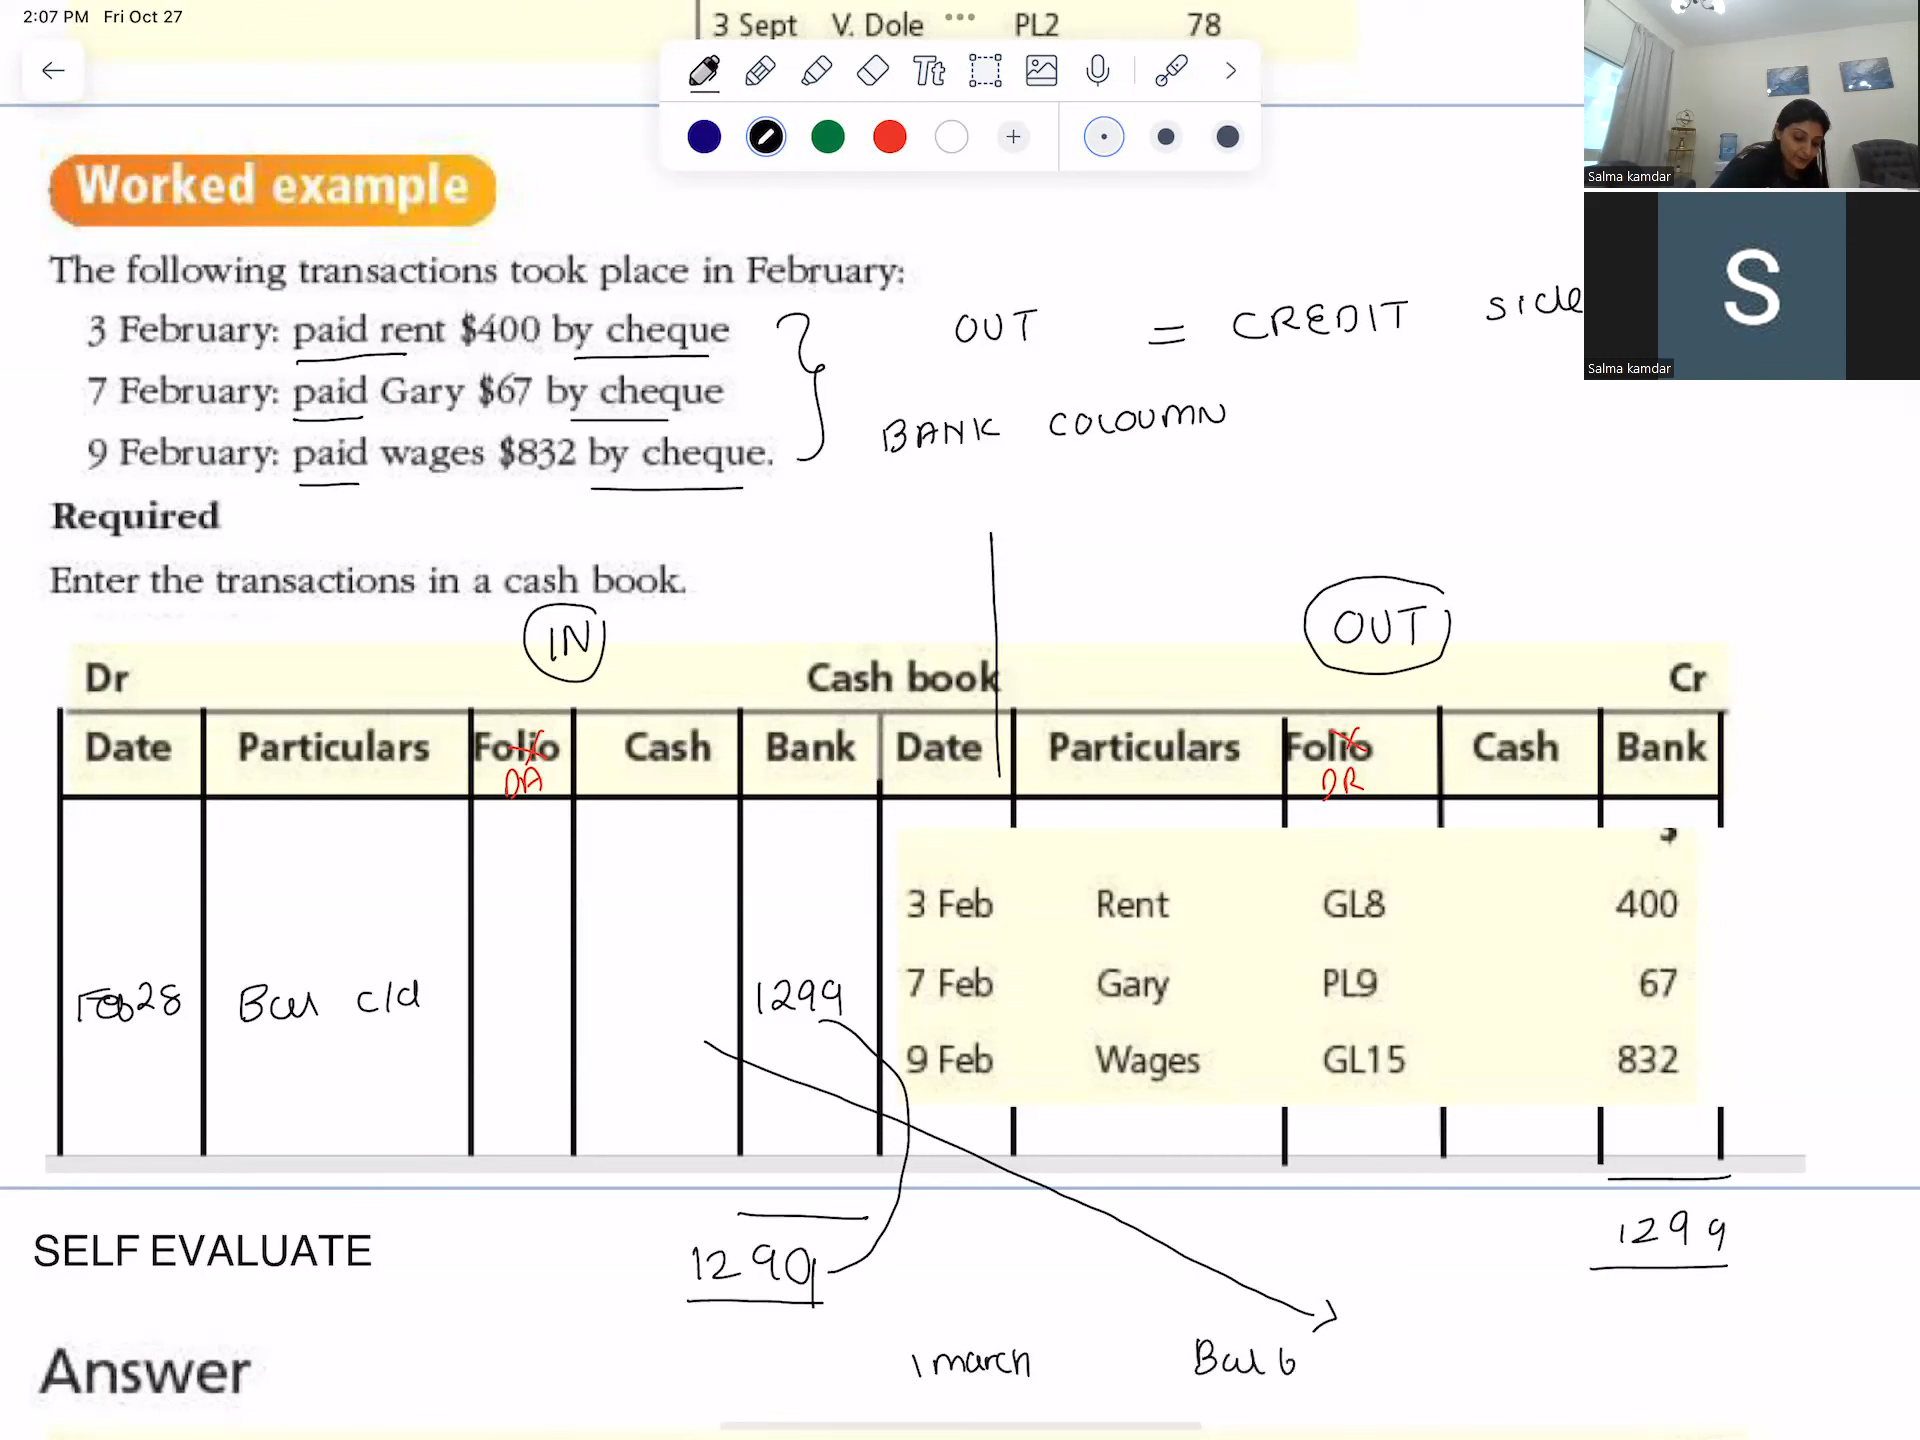 2:07 PM Fri Oct 27
3 Sept V. Dole PL2 78
Tt
Salma kamdar
S
Salma kamdar
Worked example
The following transactions took place in February:
3 February: paid rent $400 by cheque
7 February: paid Gary $67 by cheque
9 February: paid wages $832 by cheque.
OUT = CREDIT side
BANK COLOUMN
Required
Enter the transactions in a cash book.
IN OUT
Dr Cash book Cr
Date Particulars Folio Cash Bank Date Particulars Folio Cash Bank
DR DR
$
3 Feb Rent GL8 400
Feb 28 Bal c/d 1299 7 Feb Gary PL9 67
9 Feb Wages GL15 832
1299 1299
SELF EVALUATE
1 march Bal b
Answer